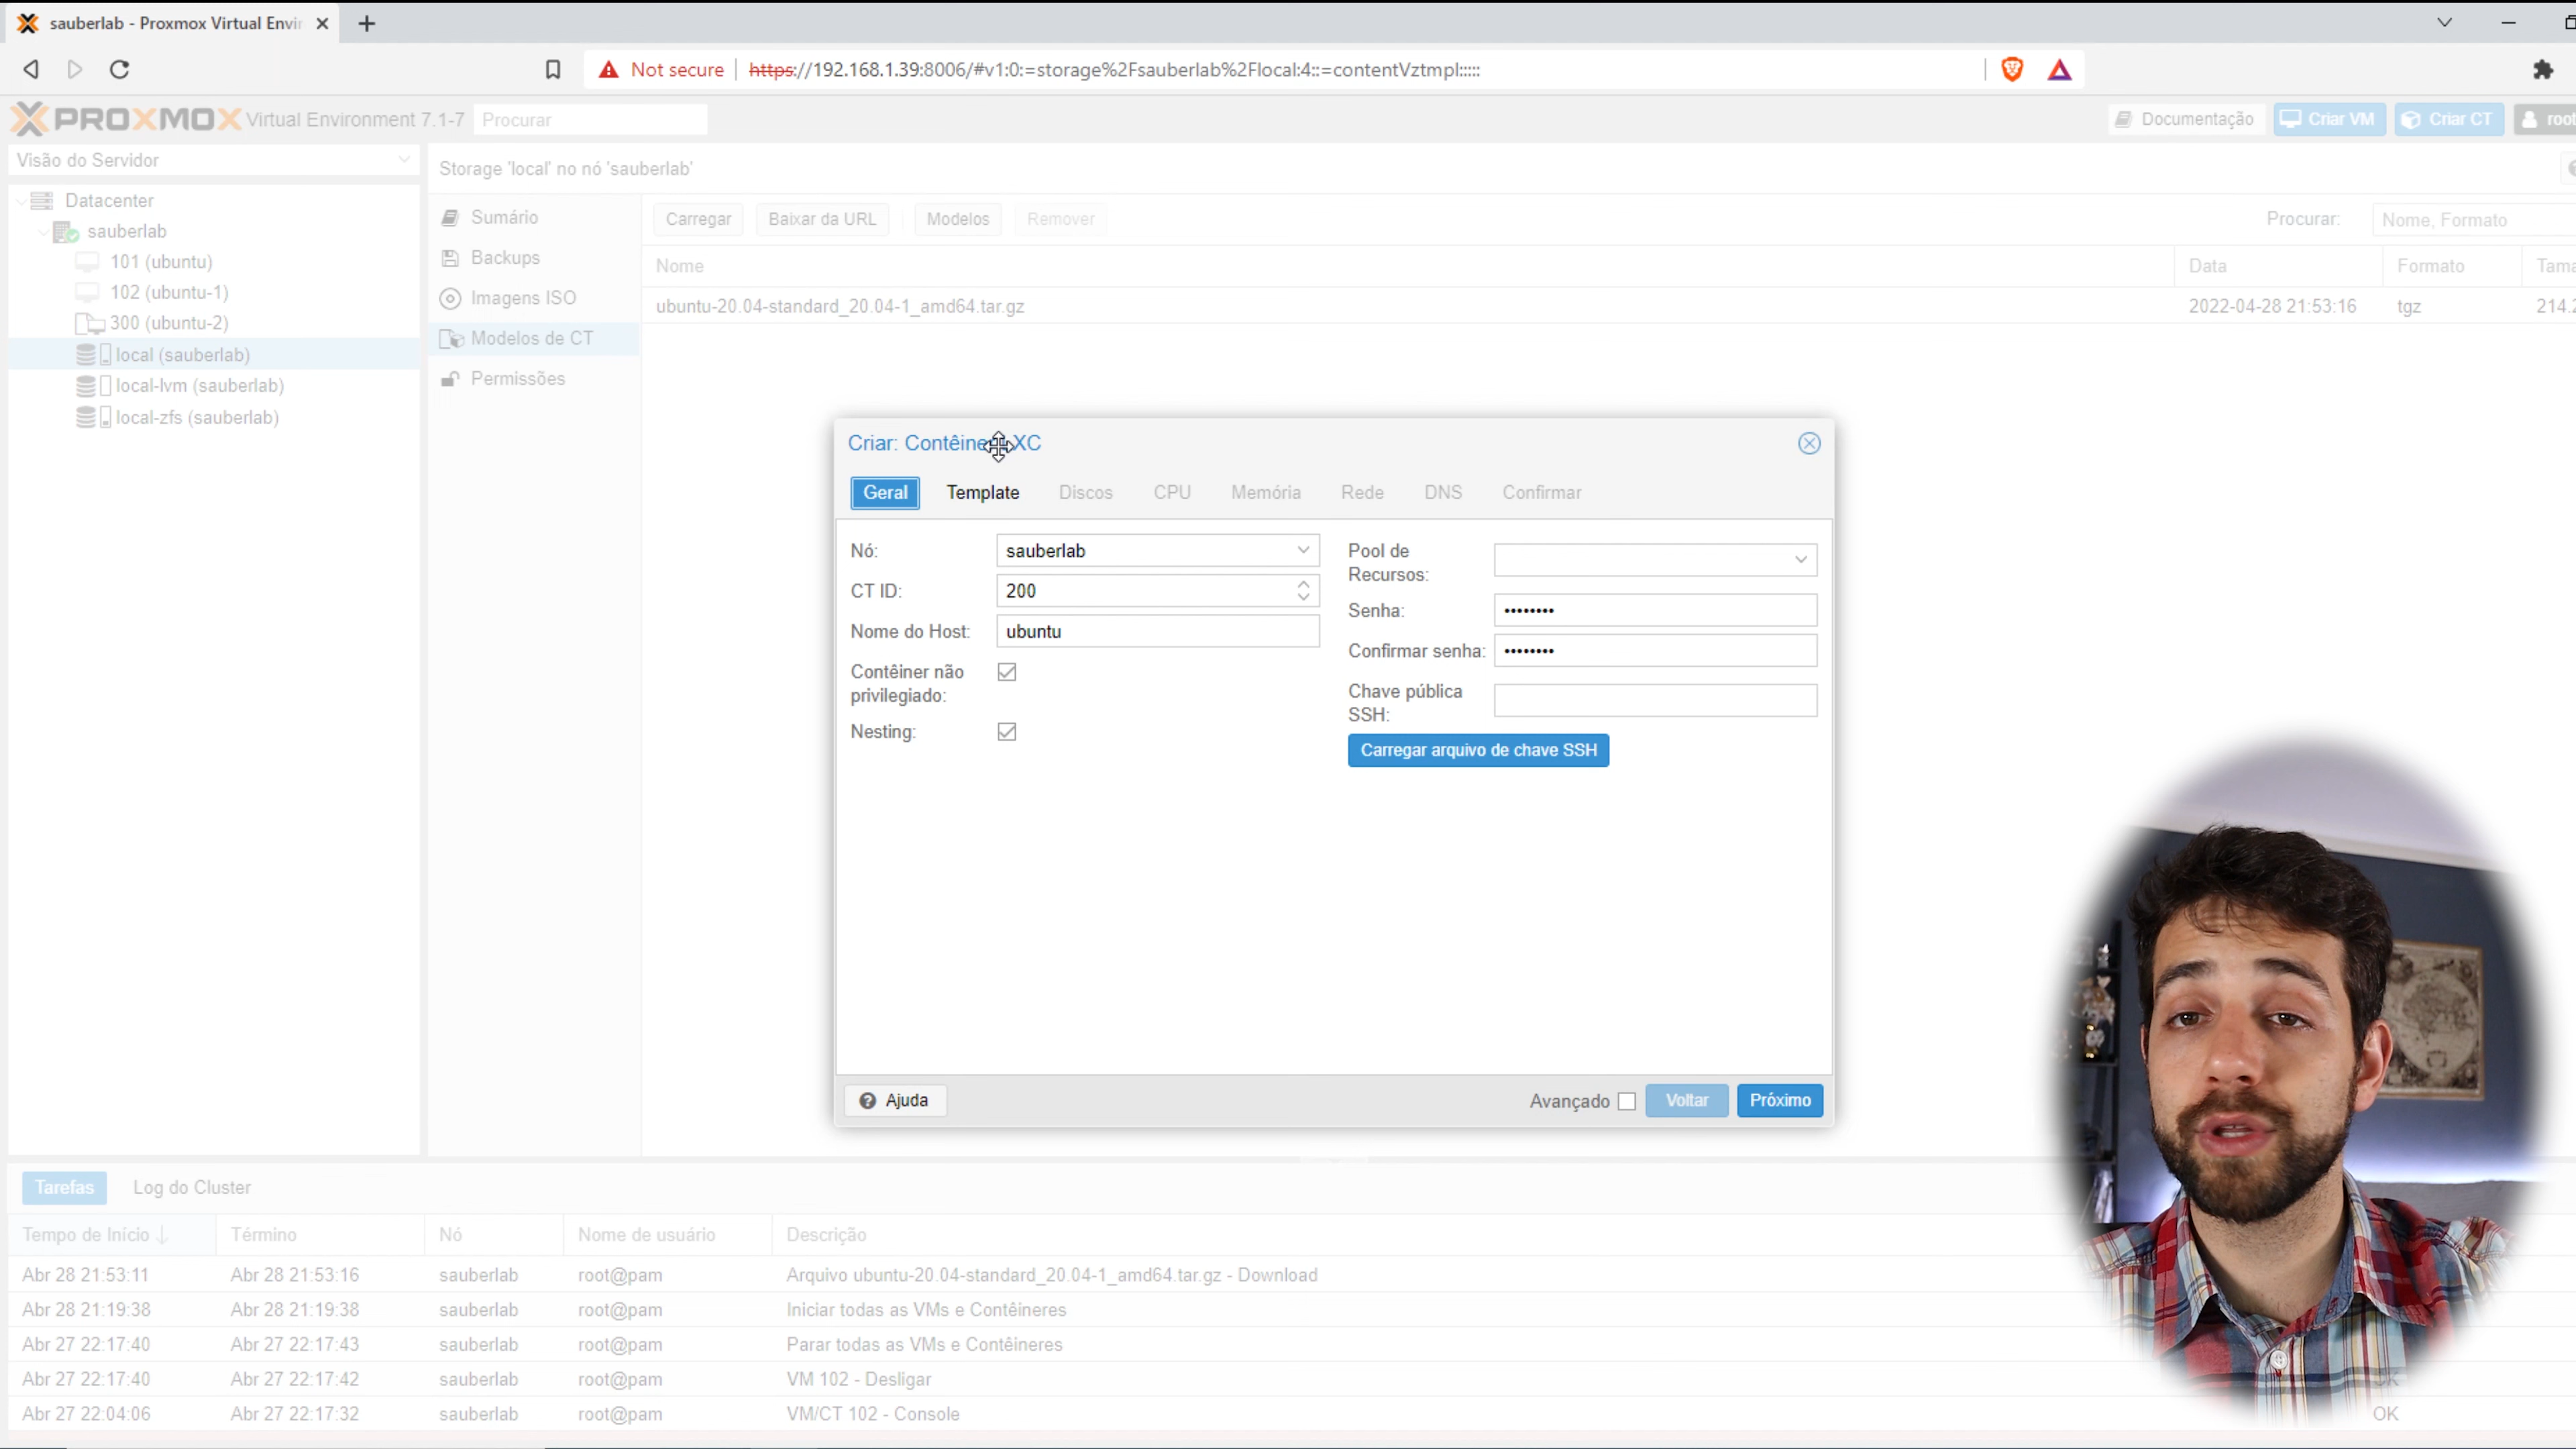 sauberlab - Proxmox Virtual Envir
Not secure
https://192.168.1.39:8006/#v1:0:=storage%2Fsauberlab%2Flocal:4::=contentVztmpl:::::
PROXMOX Virtual Environment 7.1-7
Procurar
Documentação
Criar VM
Criar CT
root
Visão do Servidor
Storage 'local' no nó 'sauberlab'
Datacenter
sauberlab
101 (ubuntu)
102 (ubuntu-1)
300 (ubuntu-2)
local (sauberlab)
local-lvm (sauberlab)
local-zfs (sauberlab)
Sumário
Backups
Imagens ISO
Modelos de CT
Permissões
Carregar
Baixar da URL
Modelos
Remover
Procurar:
Nome, Formato
Nome
Data
Formato
ubuntu-20.04-standard_20.04-1_amd64.tar.gz
2022-04-28 21:53:16
tgz
214.2
Criar: Contêiner LXC
Geral
Template
Discos
CPU
Memória
Rede
DNS
Confirmar
Nó:
sauberlab
CT ID:
200
Nome do Host:
ubuntu
Contêiner não
privilegiado:
Nesting:
Pool de
Recursos:
Senha:
••••••••
Confirmar senha:
••••••••
Chave pública
SSH:
Carregar arquivo de chave SSH
Ajuda
Avançado
Voltar
Próximo
Tarefas
Log do Cluster
Tempo de Início
Término
Nó
Nome de usuário
Descrição
Abr 28 21:53:11
Abr 28 21:53:16
sauberlab
root@pam
Arquivo ubuntu-20.04-standard_20.04-1_amd64.tar.gz - Download
Abr 28 21:19:38
Abr 28 21:19:38
sauberlab
root@pam
Iniciar todas as VMs e Contêineres
Abr 27 22:17:40
Abr 27 22:17:43
sauberlab
root@pam
Parar todas as VMs e Contêineres
Abr 27 22:17:40
Abr 27 22:17:42
sauberlab
root@pam
VM 102 - Desligar
Abr 27 22:04:06
Abr 27 22:17:32
sauberlab
root@pam
VM/CT 102 - Console
OK